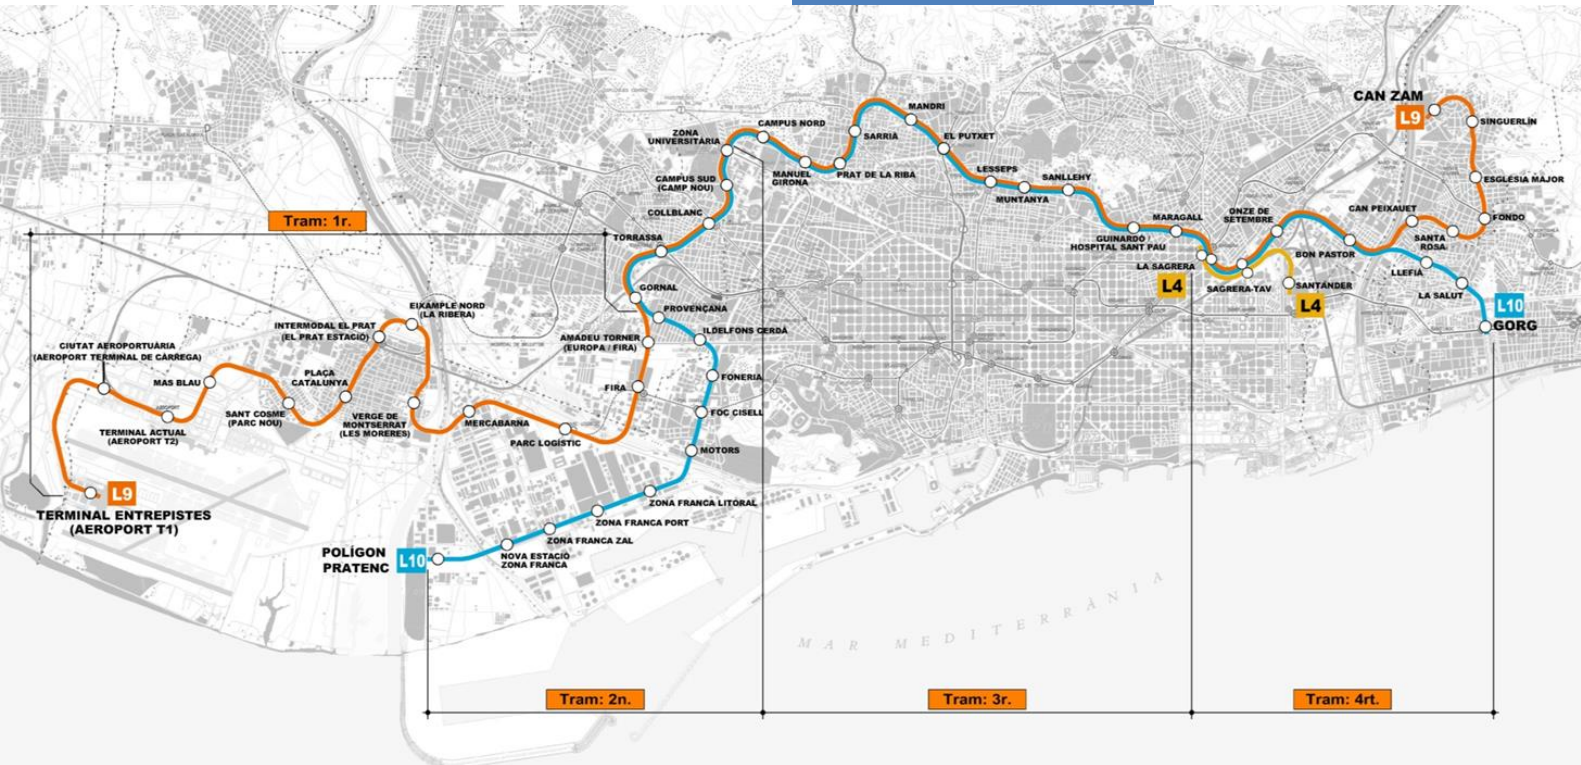 CAN ZAM
L9
SINGUERLÍN
ESGLÉSIA MAJOR
FONDO
CAN PEIXAUET
SANTA
ROSA
ONZE DE
SETEMBRE
BON PASTOR
LLEFIÀ
LA SALUT
L10
GORG
MANDRI
CAMPUS NORD
SARRIÀ
EL PUTXET
ZONA
UNIVERSITÀRIA
MANUEL
GIRONA
PRAT DE LA RIBA
LESSEPS
MUNTANYA
SANLLEHY
MARAGALL
GUINARDÓ /
HOSPITAL SANT PAU
LA SAGRERA
L4
SAGRERA-TAV
SANTANDER
L4
CAMPUS SUD
(CAMP NOU)
COLLBLANC
TORRASSA
Tram: 1r.
GORNAL
PROVENÇANA
ILDELFONS CERDÀ
AMADEU TORNER
(EUROPA / FIRA)
FONERIA
FIRA
FOC CISELL
MOTORS
EIXAMPLE NORD
(LA RIBERA)
INTERMODAL EL PRAT
(EL PRAT ESTACIÓ)
CIUTAT AEROPORTUÀRIA
(AEROPORT TERMINAL DE CÀRREGA)
MAS BLAU
PLAÇA
CATALUNYA
TERMINAL ACTUAL
(AEROPORT T2)
SANT COSME
(PARC NOU)
VERGE DE
MONTSERRAT
(LES MORERES)
MERCABARNA
PARC LOGÍSTIC
L9
TERMINAL ENTREPISTES
(AEROPORT T1)
ZONA FRANCA LITORAL
ZONA FRANCA PORT
ZONA FRANCA ZAL
NOVA ESTACIÓ
ZONA FRANCA
POLÍGON
PRATENC
L10
MAR MEDITERRÀNIA
Tram: 2n.
Tram: 3r.
Tram: 4rt.